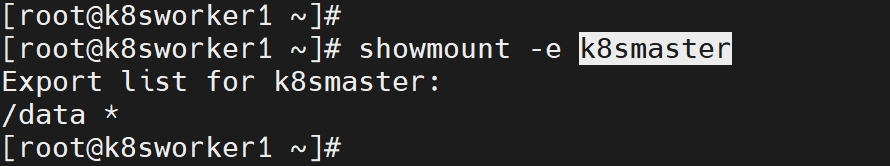 [root@k8sworker1 ~]#
[root@k8sworker1 ~]# showmount -e k8smaster
Export list for k8smaster:
/data *
[root@k8sworker1 ~]#